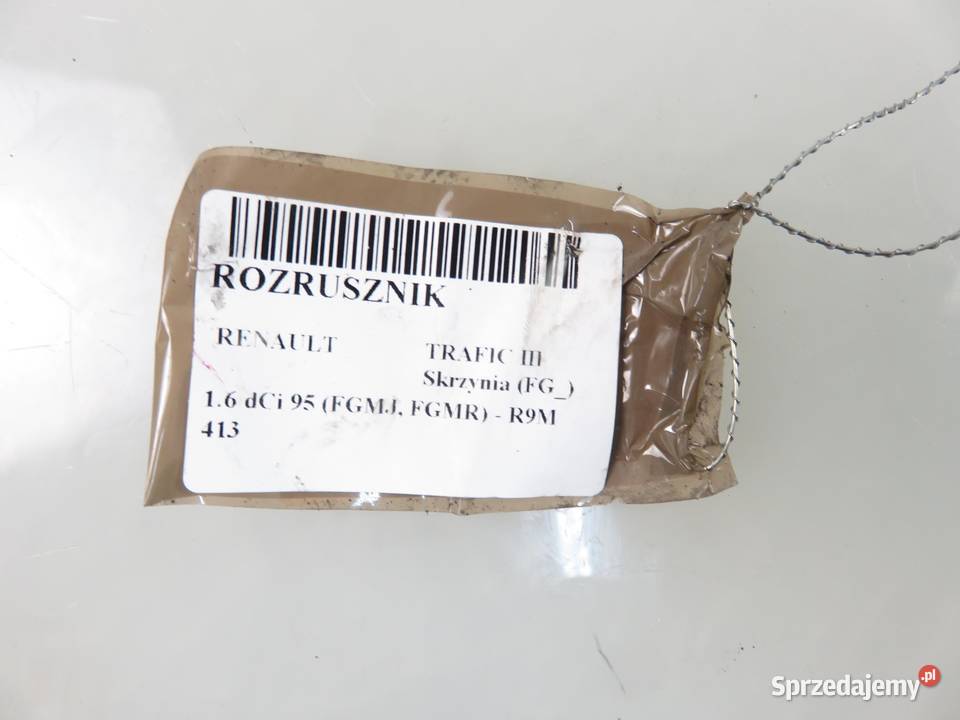 ROZRUSZNIK
RENAULT TRAFIC III
Skrzynia (FG_)
1.6 dCi 95 (FGMJ, FGMR) - R9M
413
Sprzedajemy.pl